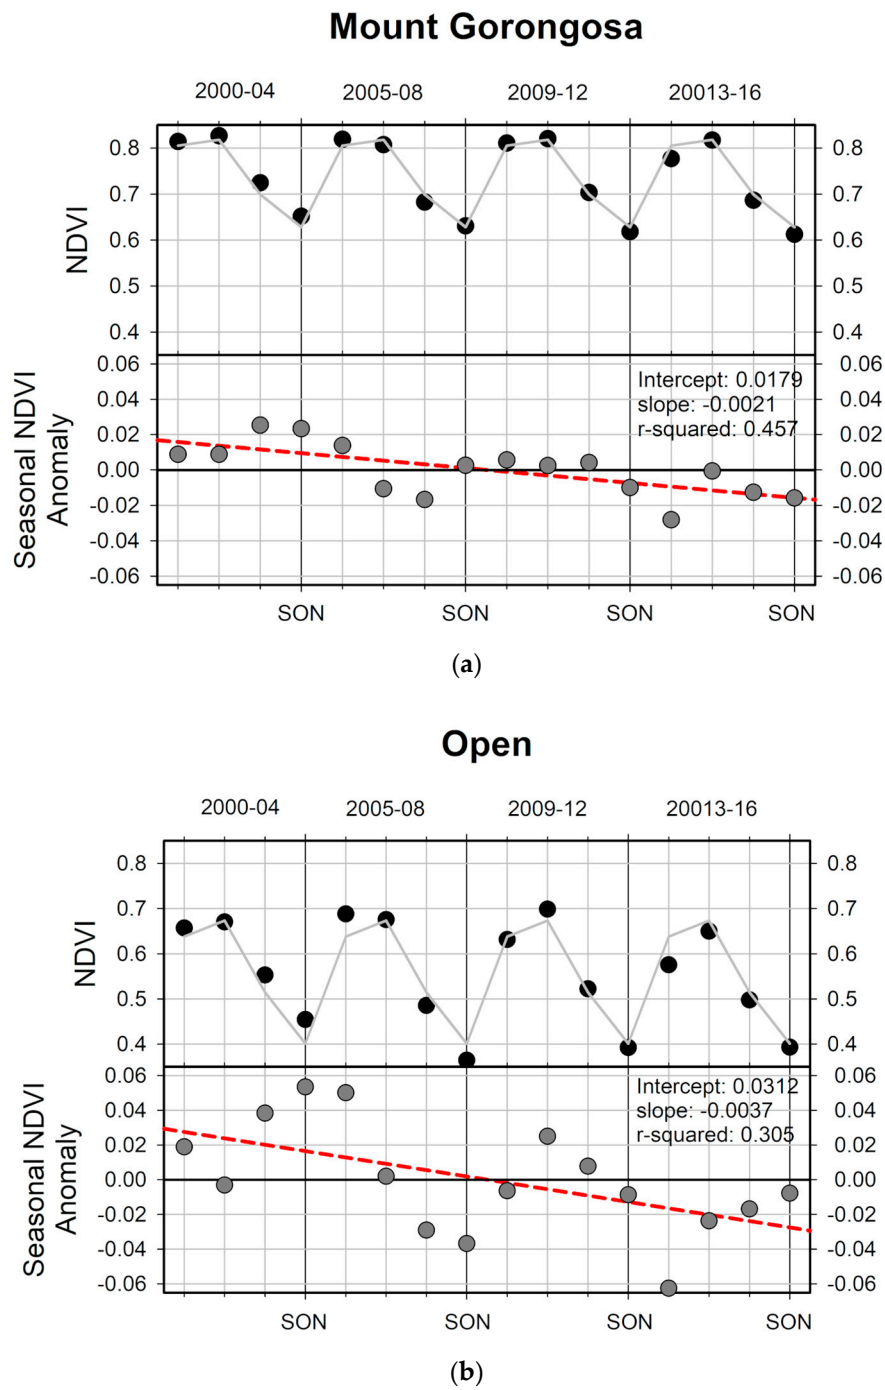 Mount Gorongosa
2000-04 2005-08 2009-12 20013-16
0.8 0.8
0.7 0.7
NDVI
0.6 0.6
0.5 0.5
0.4 0.4
0.06 0.06
Intercept: 0.0179
0.04 0.04
slope: -0.0021
0.02 r-squared: 0.457 0.02
0.00 0.00
Seasonal NDVI
Anomaly
-0.02 -0.02
-0.04 -0.04
-0.06 -0.06
SON SON SON SON
(a)
Open
2000-04 2005-08 2009-12 20013-16
0.8 0.8
0.7 0.7
NDVI
0.6 0.6
0.5 0.5
0.4 0.4
0.06 0.06
Intercept: 0.0312
0.04 0.04
slope: -0.0037
0.02 r-squared: 0.305 0.02
0.00 0.00
Seasonal NDVI
Anomaly
-0.02 -0.02
-0.04 -0.04
-0.06 -0.06
SON SON SON SON
(b)